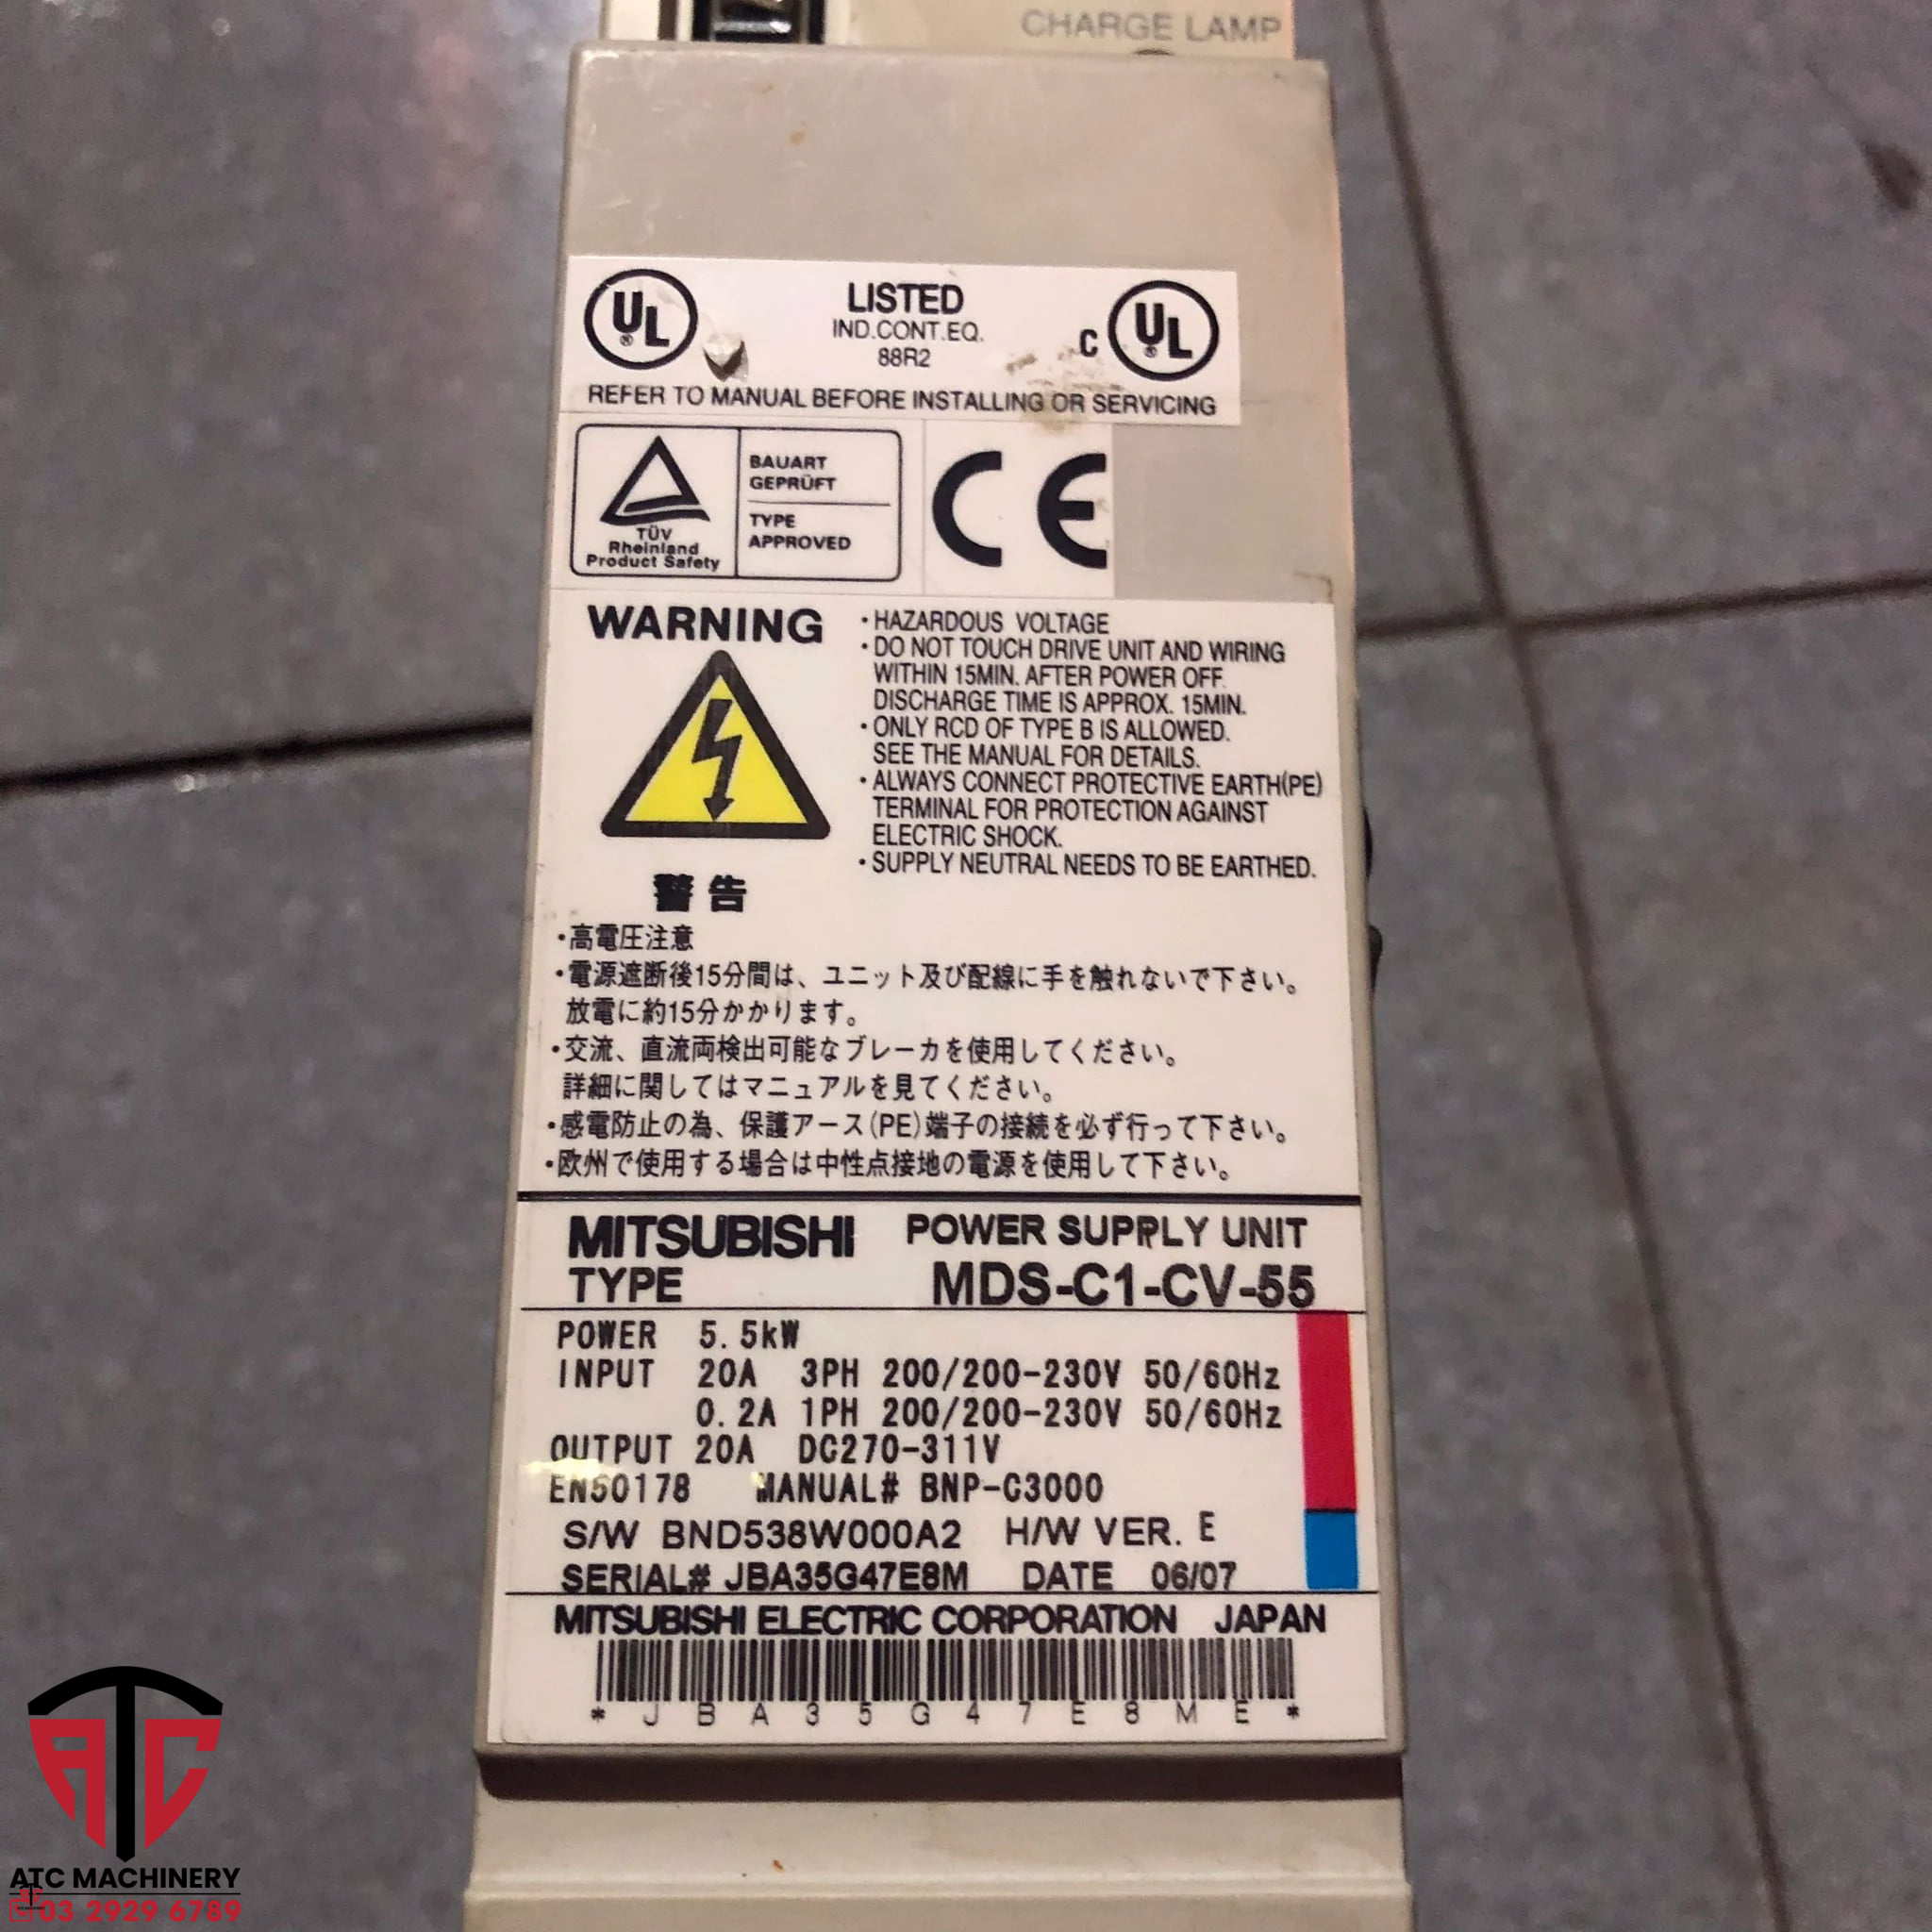 CHARGE LAMP
UL ® LISTED C UL ®
IND.CONT.EQ.
88R2
REFER TO MANUAL BEFORE INSTALLING OR SERVICING
TÜV
Rheinland
Product Safety
BAUART
GEPRÜFT
TYPE
APPROVED
CE
WARNING
・HAZARDOUS VOLTAGE
・DO NOT TOUCH DRIVE UNIT AND WIRING
WITHIN 15MIN. AFTER POWER OFF.
DISCHARGE TIME IS APPROX. 15MIN.
・ONLY RCD OF TYPE B IS ALLOWED.
SEE THE MANUAL FOR DETAILS.
・ALWAYS CONNECT PROTECTIVE EARTH(PE)
TERMINAL FOR PROTECTION AGAINST
ELECTRIC SHOCK.
・SUPPLY NEUTRAL NEEDS TO BE EARTHED.
警告
・高電圧注意
・電源遮断後15分間は、ユニット及び配線に手を触れないで下さい。
放電に約15分かかります。
・交流、直流両検出可能なブレーカを使用してください。
詳細に関してはマニュアルを見てください。
・感電防止の為、保護アース(PE)端子の接続を必ず行って下さい。
・欧州で使用する場合は中性点接地の電源を使用して下さい。
MITSUBISHI POWER SUPPLY UNIT
TYPE MDS-C1-CV-55
POWER 5.5kW
INPUT 20A 3PH 200/200-230V 50/60Hz
0.2A 1PH 200/200-230V 50/60Hz
OUTPUT 20A DC270-311V
EN50178 MANUAL# BNP-C3000
S/W BND538W000A2 H/W VER. E
SERIAL# JBA35G47E8M DATE 06/07
MITSUBISHI ELECTRIC CORPORATION JAPAN
*JBA35G47E8ME*
ATC
ATC MACHINERY
03 2929 6789